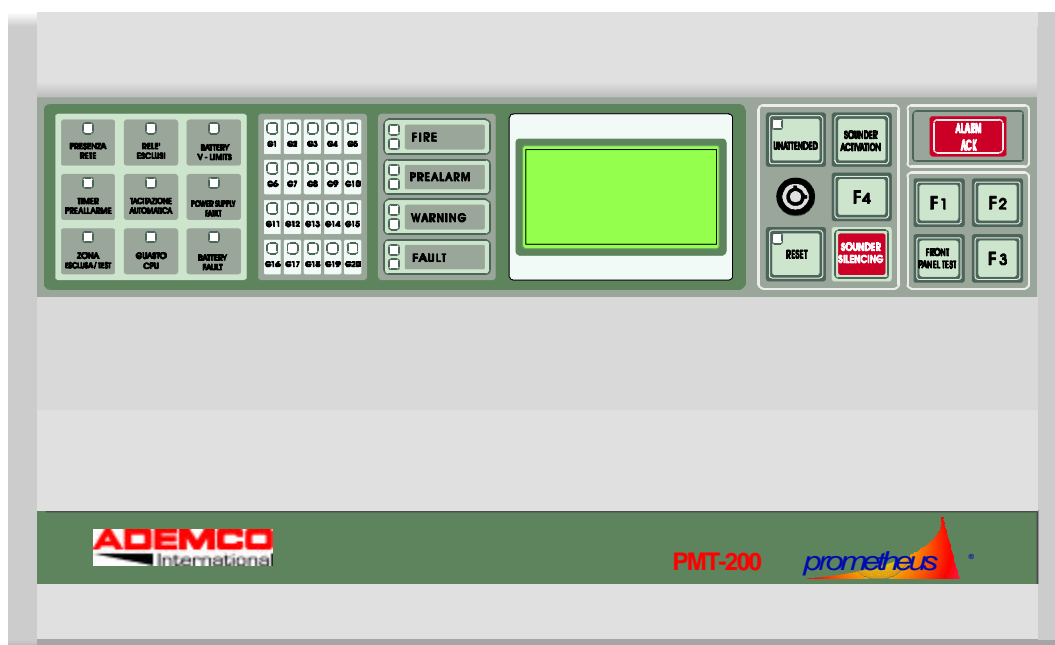 PRESENZA
RETE
RELE'
ESCLUSI
BATTERY
V - LIMITS
TIMER
PREALLARME
TACITAZIONE
AUTOMATICA
POWER SUPPLY
FAULT
ZONA
ESCLUSA/TEST
GUASTO
CPU
BATTERY
FAULT
G1 G2 G3 G4 G5
G6 G7 G8 G9 G10
G11 G12 G13 G14 G15
G16 G17 G18 G19 G20
FIRE
PREALARM
WARNING
FAULT
UNATTENDED
SOUNDER
ACTIVATION
F4
RESET
SOUNDER
SILENCING
ALARM
ACK
F1
F2
FRONT
PANEL TEST
F3
ADEMCO
International
PMT-200
prometheus
®